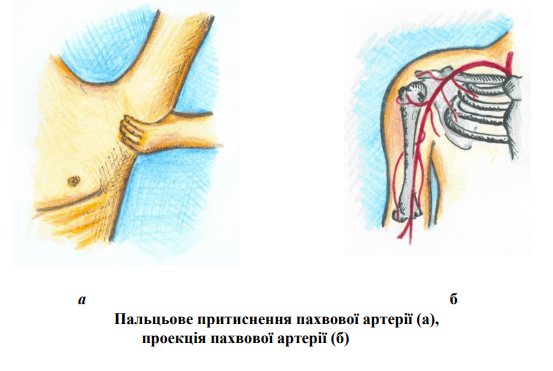 а б
Пальцьове притиснення пахвової артерії (а),
проекція пахвової артерії (б)